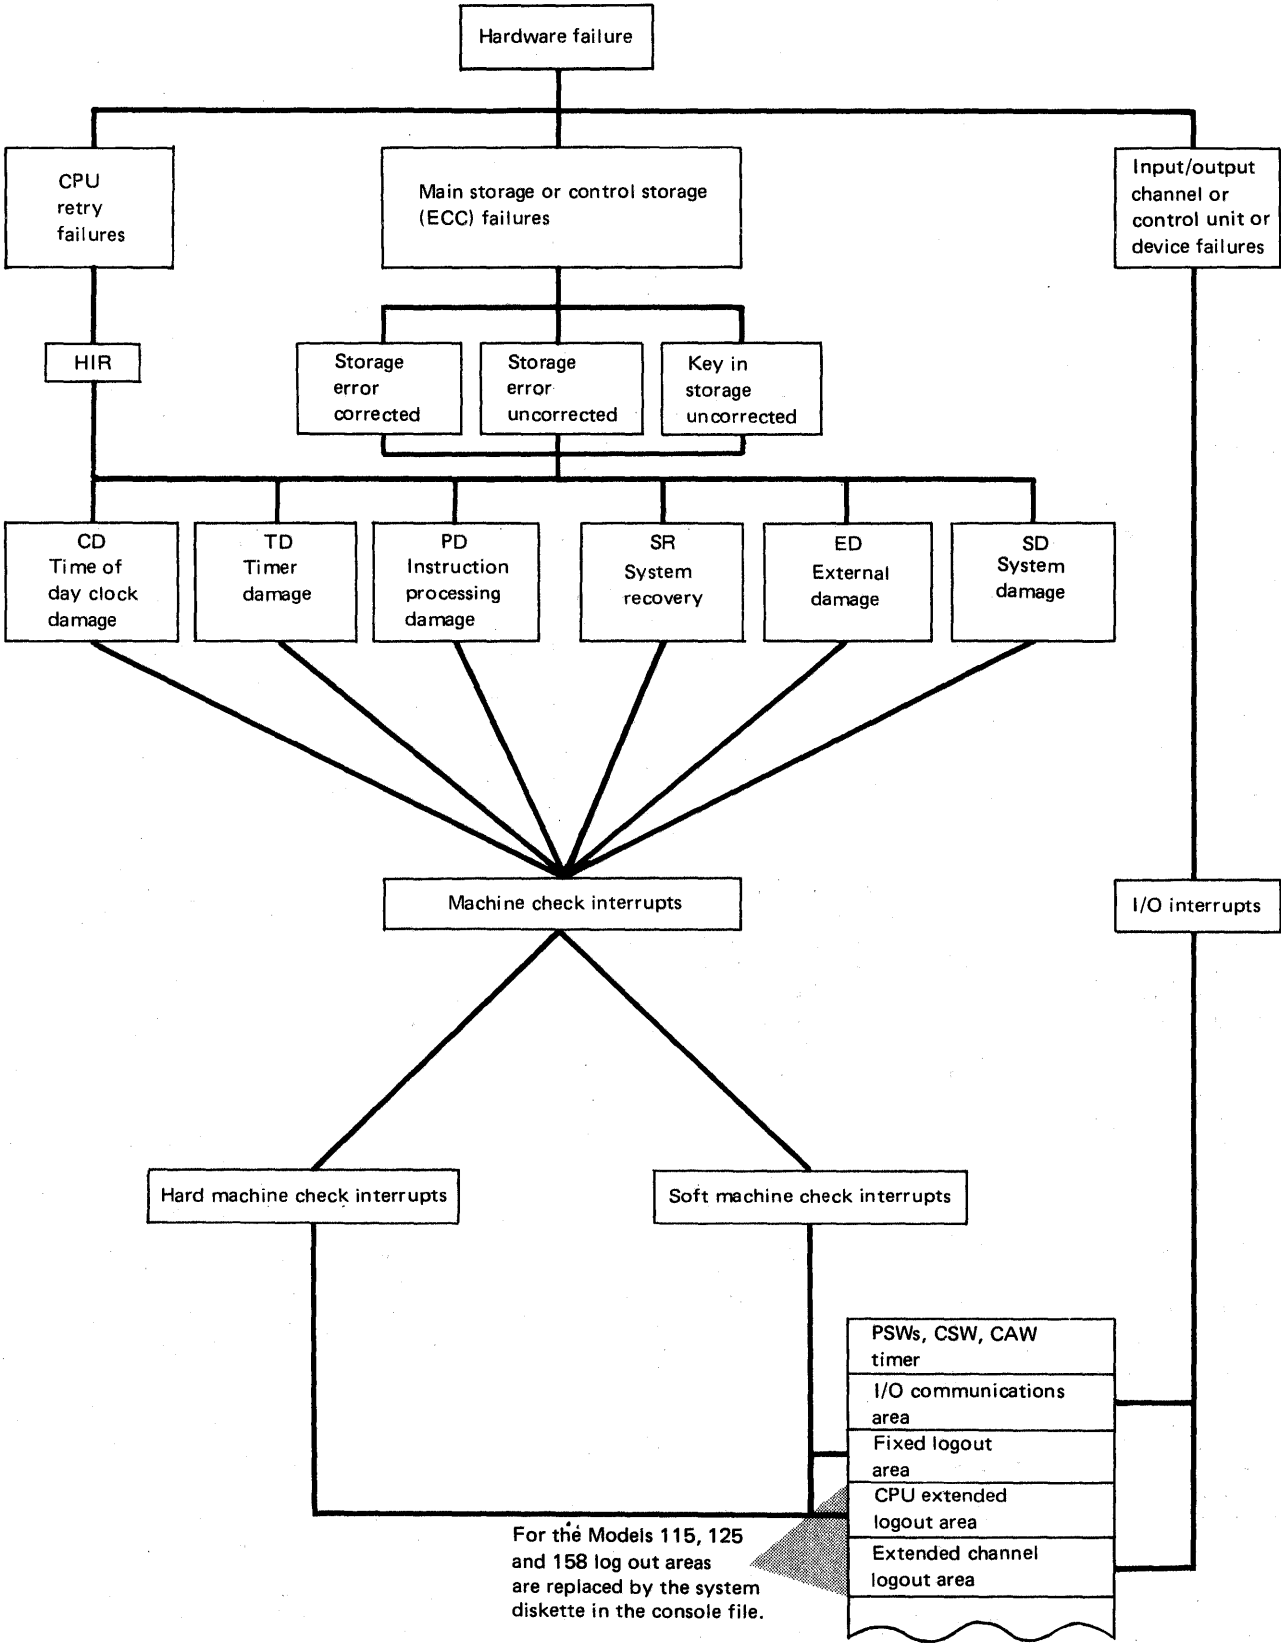 Hardware failure
CPU
retry
failures
Main storage or control storage
(ECC) failures
Input/output
channel or
control unit or
device failures
HIR
Storage
error
corrected
Storage
error
uncorrected
Key in
storage
uncorrected
CD
Time of
day clock
damage
TD
Timer
damage
PD
Instruction
processing
damage
SR
System
recovery
ED
External
damage
SD
System
damage
Machine check interrupts
I/O interrupts
Hard machine check interrupts
Soft machine check interrupts
PSWs, CSW, CAW
timer
I/O communications
area
Fixed logout
area
CPU extended
logout area
Extended channel
logout area
For the Models 115, 125
and 158 log out areas
are replaced by the system
diskette in the console file.